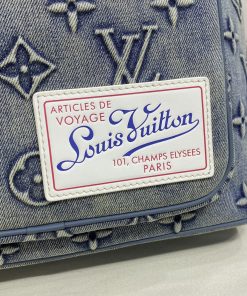 ARTICLES DE
VOYAGE
Louis Vuitton
101, CHAMPS ELYSEES
PARIS